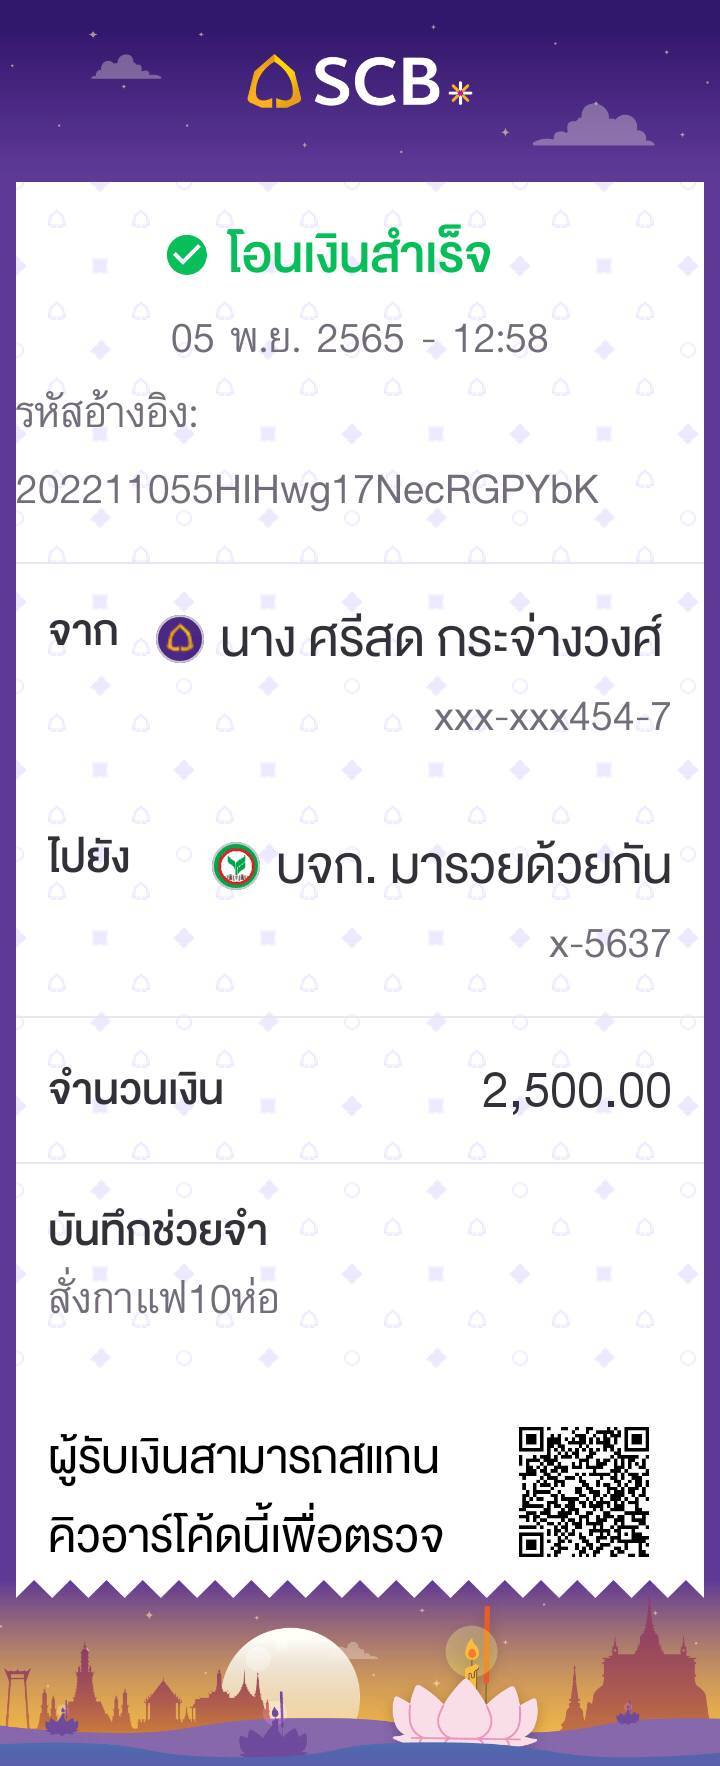 SCB
โอนเงินสำเร็จ
05 พ.ย. 2565 - 12:58
รหัสอ้างอิง:
202211055HIHwg17NecRGPYbK
จาก นาง ศรีสด กระจ่างวงศ์
xxx-xxx454-7
ไปยัง บจก. มารวยด้วยกัน
x-5637
จำนวนเงิน 2,500.00
บันทึกช่วยจำ
สั่งกาแฟ10ห่อ
ผู้รับเงินสามารถสแกน
คิวอาร์โค้ดนี้เพื่อตรวจ